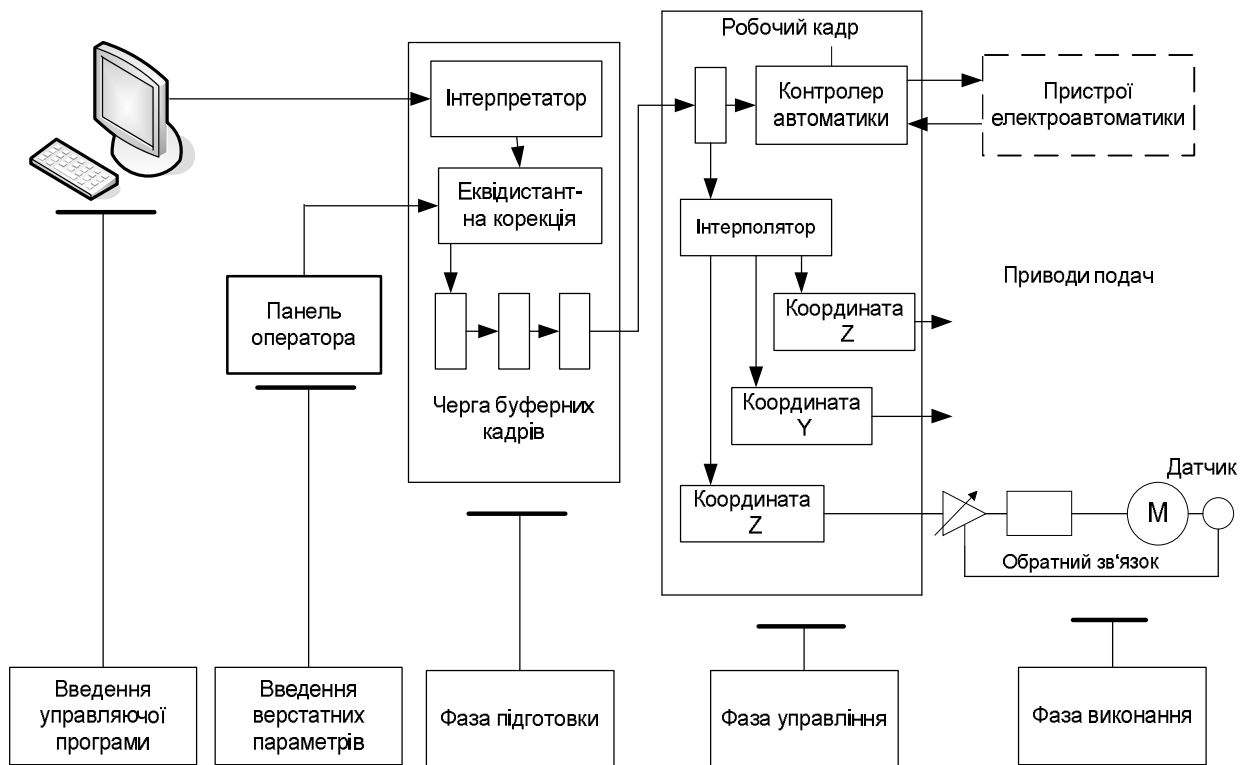 Робочий кадр
Інтерпретатор
Контролер
автоматики
Пристрої
електроавтоматики
Еквідистант-
на корекція
Інтерполятор
Панель
оператора
Координата
Z
Приводи подач
Черга буферних
кадрів
Координата
Y
Координата
Z
Датчик
М
Обратний зв'язок
Введення
управляючої
програми
Введення
верстатних
параметрів
Фаза підготовки
Фаза управління
Фаза виконання